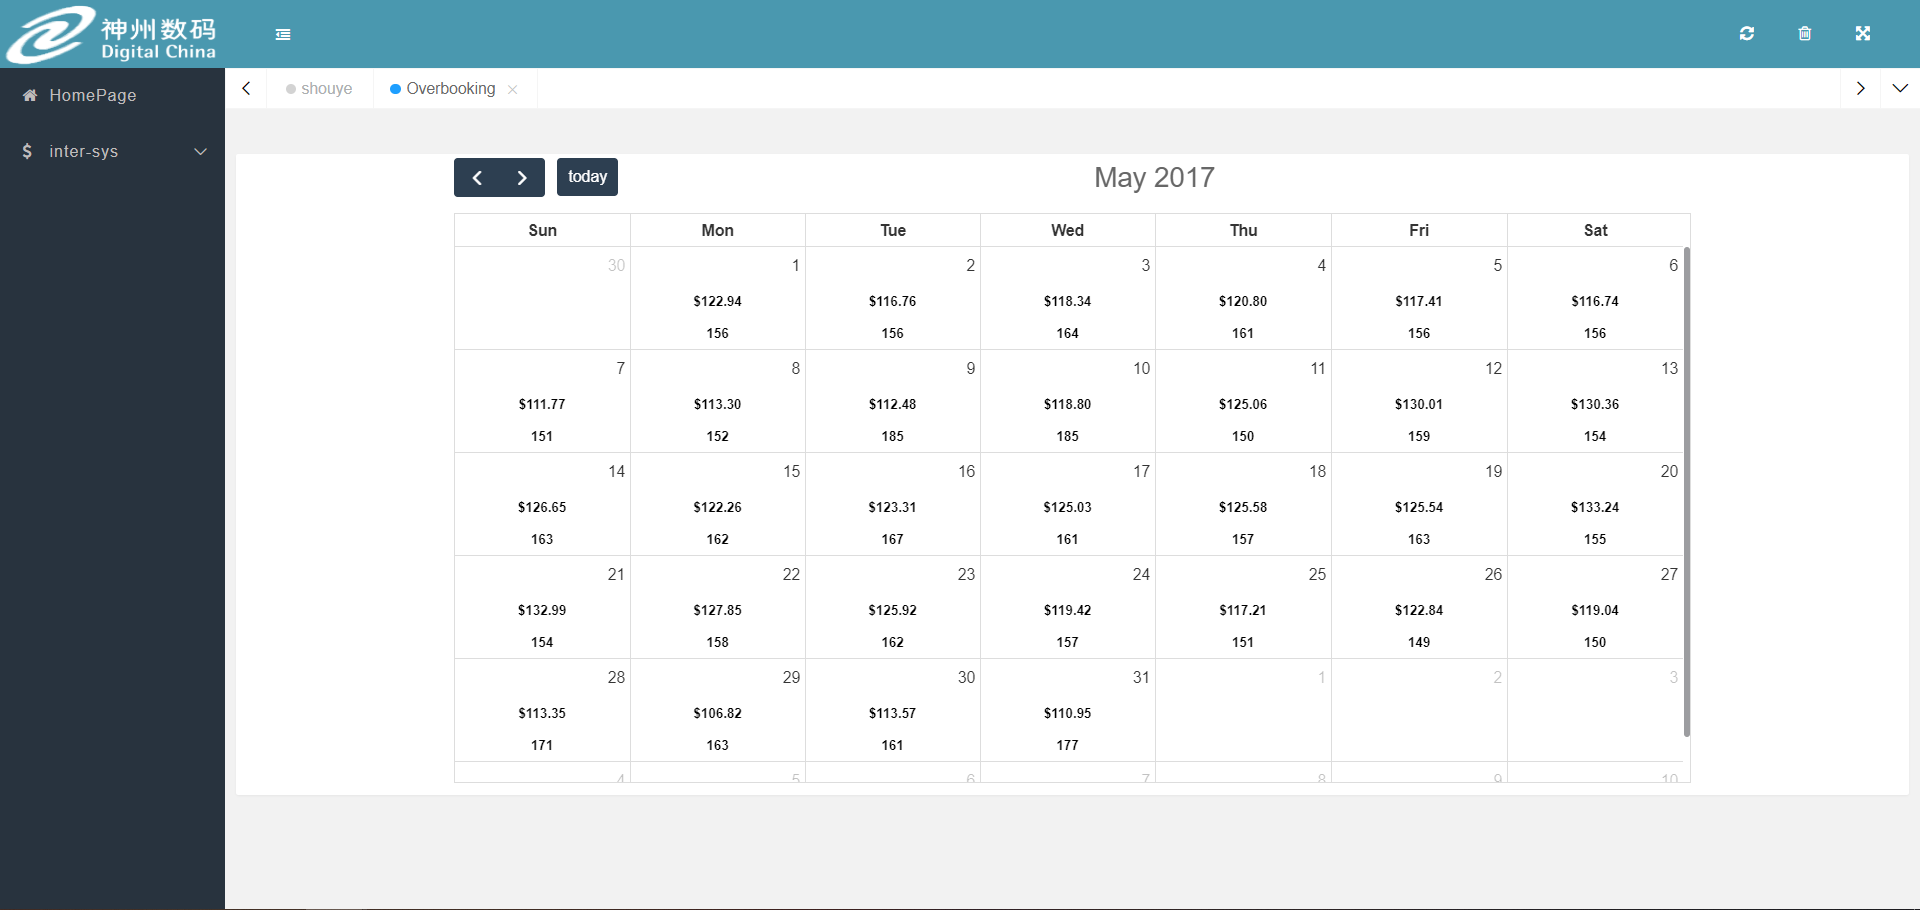 神州数码
Digital China
HomePage
inter-sys
shouye
Overbooking
today
May 2017
Sun Mon Tue Wed Thu Fri Sat
30 1 2 3 4 5 6
$122.94 $116.76 $118.34 $120.80 $117.41 $116.74
156 156 164 161 156 156
7 8 9 10 11 12 13
$111.77 $113.30 $112.48 $118.80 $125.06 $130.01 $130.36
151 152 185 185 150 159 154
14 15 16 17 18 19 20
$126.65 $122.26 $123.31 $125.03 $125.58 $125.54 $133.24
163 162 167 161 157 163 155
21 22 23 24 25 26 27
$132.99 $127.85 $125.92 $119.42 $117.21 $122.84 $119.04
154 158 162 157 151 149 150
28 29 30 31 1 2 3
$113.35 $106.82 $113.57 $110.95
171 163 161 177
4 5 6 7 8 9 10